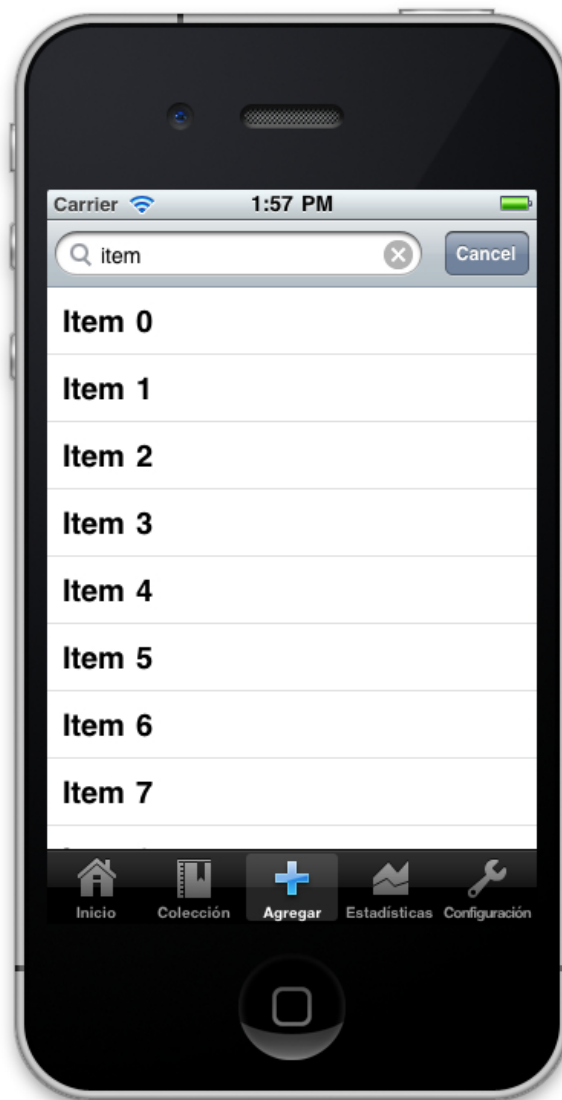 Carrier 1:57 PM
item Cancel
Item 0
Item 1
Item 2
Item 3
Item 4
Item 5
Item 6
Item 7
Inicio Colección Agregar Estadísticas Configuración